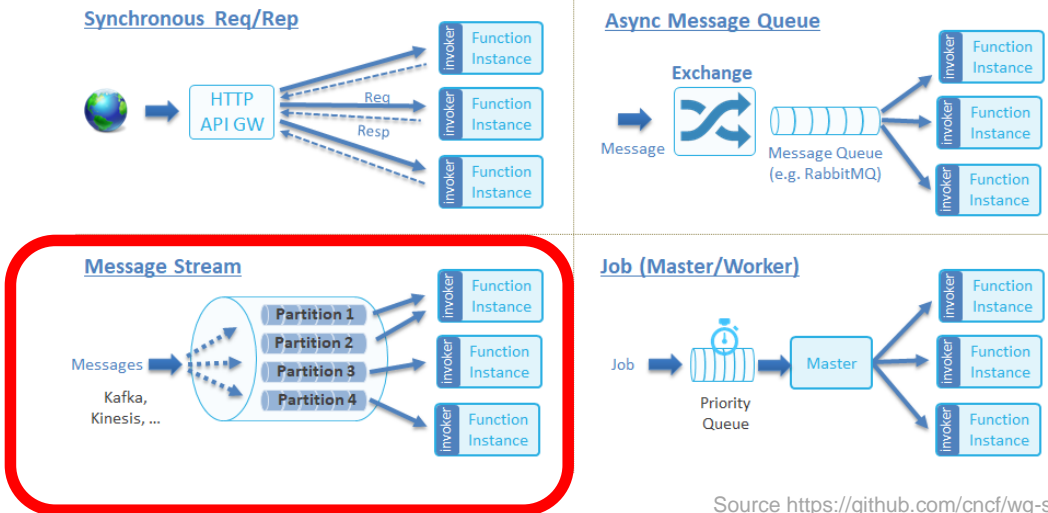 Synchronous Req/Rep
HTTP
API GW
Req
Resp
invoker
Function
Instance
invoker
Function
Instance
invoker
Function
Instance
Async Message Queue
Message
Exchange
Message Queue
(e.g. RabbitMQ)
invoker
Function
Instance
invoker
Function
Instance
invoker
Function
Instance
Message Stream
Messages
Kafka,
Kinesis, ...
Partition 1
Partition 2
Partition 3
Partition 4
invoker
Function
Instance
invoker
Function
Instance
invoker
Function
Instance
Job (Master/Worker)
Job
Priority
Queue
Master
invoker
Function
Instance
invoker
Function
Instance
invoker
Function
Instance
Source https://github.com/cncf/wg-s